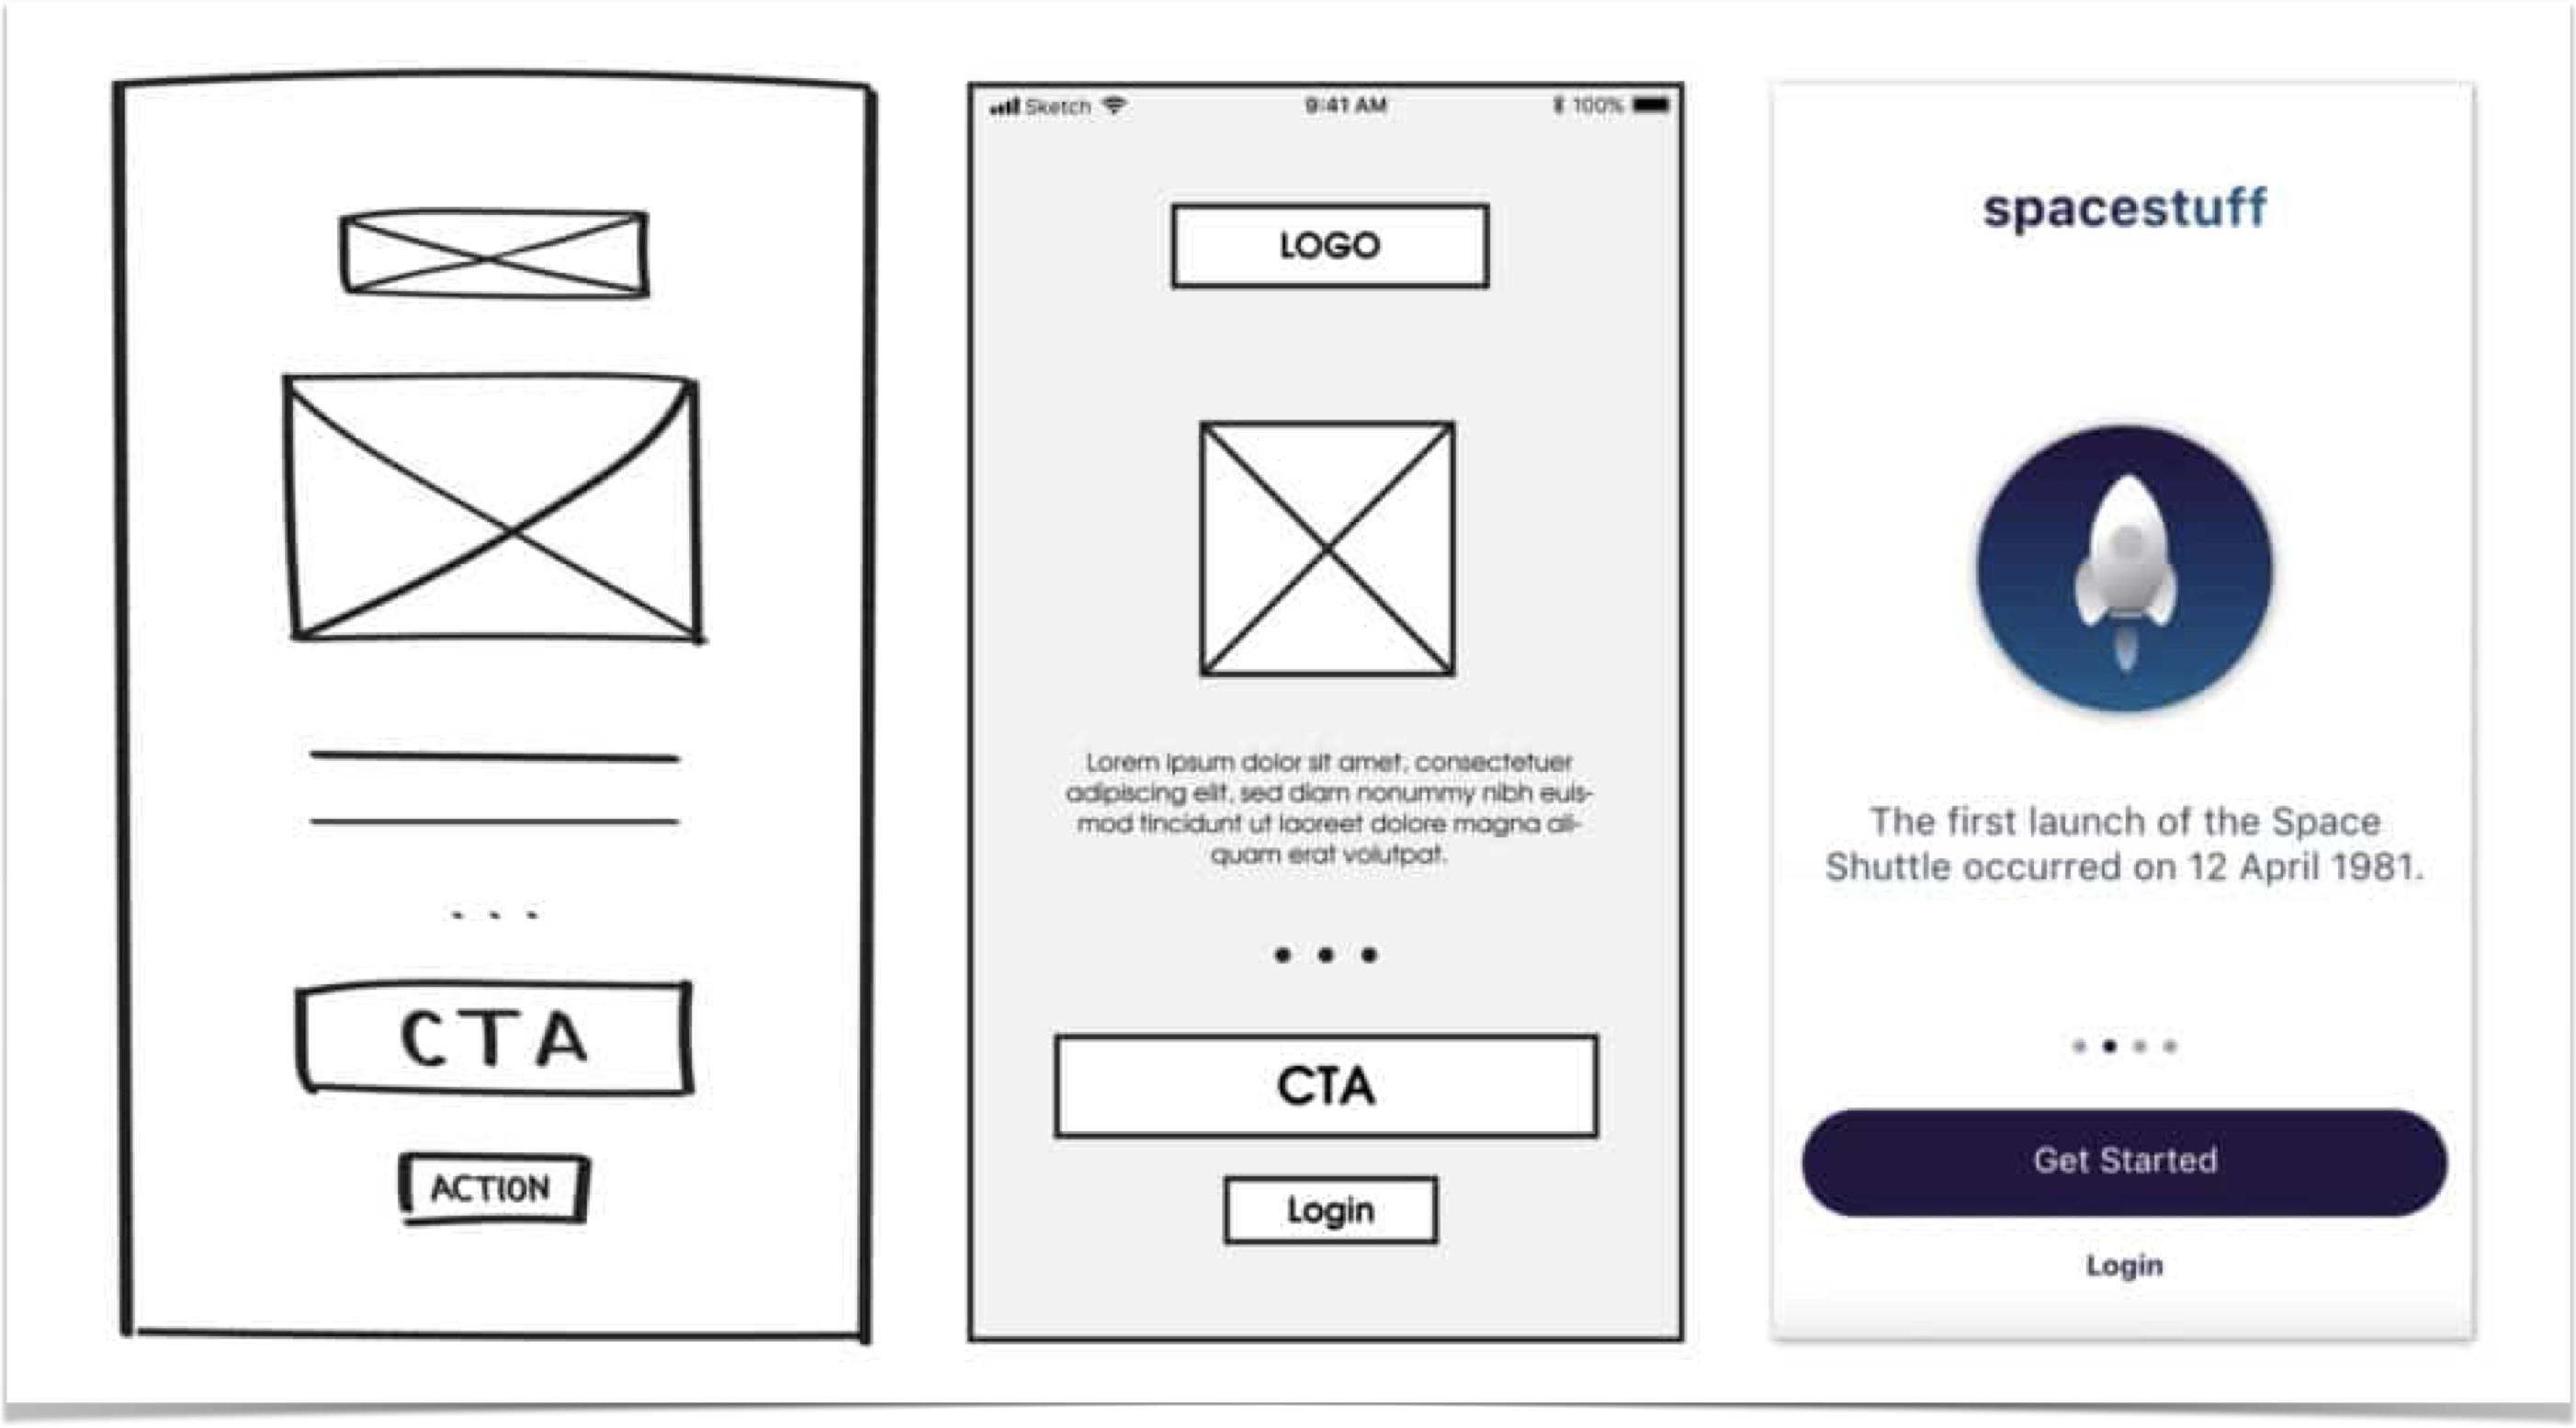 CTA
ACTION
Sketch
9:41 AM
100%
LOGO
Lorem ipsum dolor sit amet, consectetuer
adipiscing elit, sed diam nonummy nibh euis-
mod tincidunt ut laoreet dolore magna ali-
quam erat volutpat.
CTA
Login
spacestuff
The first launch of the Space
Shuttle occurred on 12 April 1981.
Get Started
Login